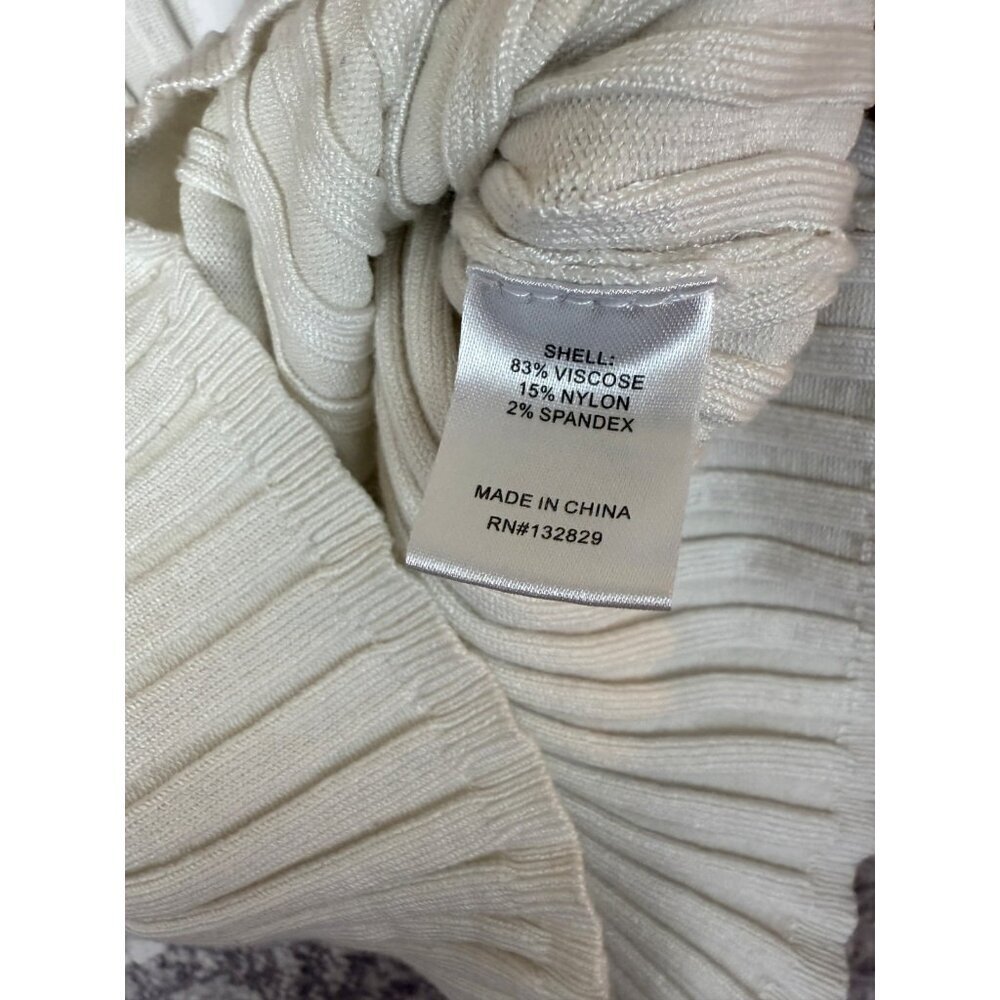 SHELL:
83% VISCOSE
15% NYLON
2% SPANDEX
MADE IN CHINA
RN#132829